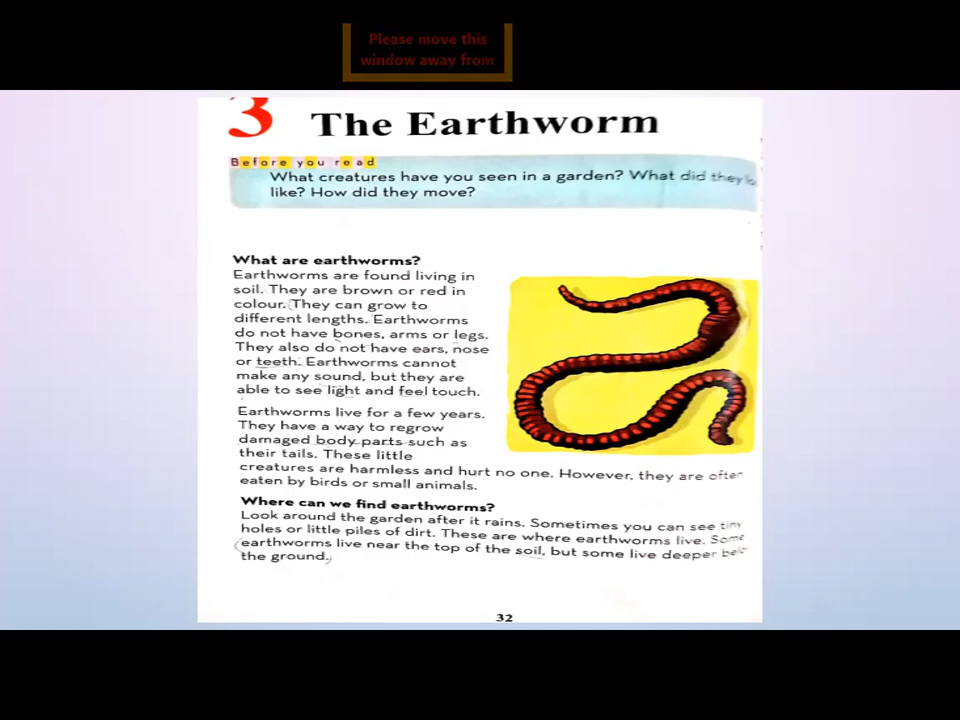 Please move this
window away from
3 The Earthworm
Before you read
What creatures have you seen in a garden? What did they
like? How did they move?
What are earthworms?
Earthworms are found living in
soil. They are brown or red in
colour. They can grow to
different lengths. Earthworms
do not have bones, arms or legs.
They also do not have ears, nose
or teeth. Earthworms cannot
make any sound, but they are
able to see light and feel touch.
Earthworms live for a few years.
They have a way to regrow
damaged body parts such as
their tails. These little
creatures are harmless and hurt no one. However, they are often
eaten by birds or small animals.
Where can we find earthworms?
Look around the garden after it rains. Sometimes you can see tiny
holes or little piles of dirt. These are where earthworms live. Some
earthworms live near the top of the soil, but some live deeper
the ground.
32